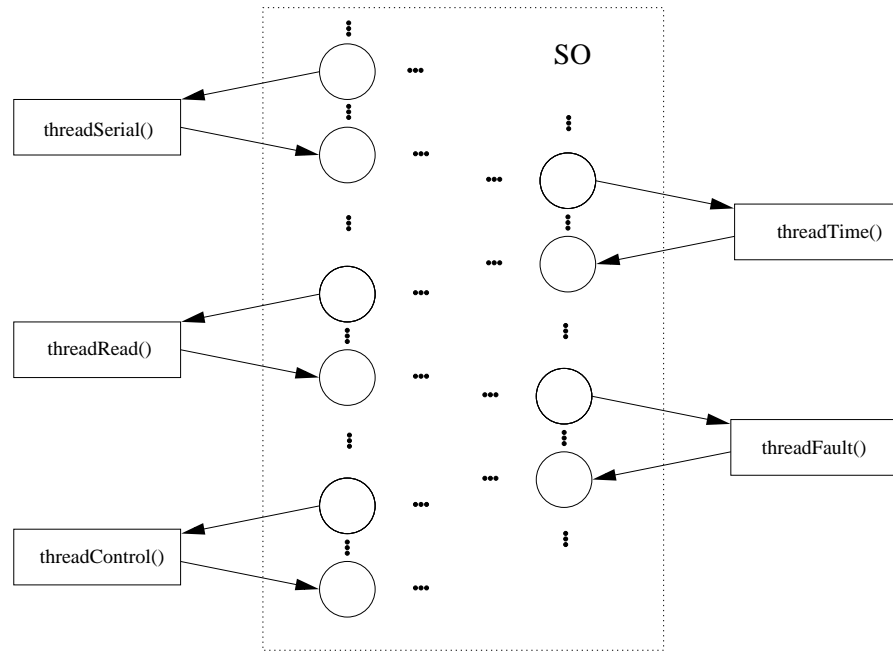 SO
threadSerial()
threadTime()
threadRead()
threadFault()
threadControl()